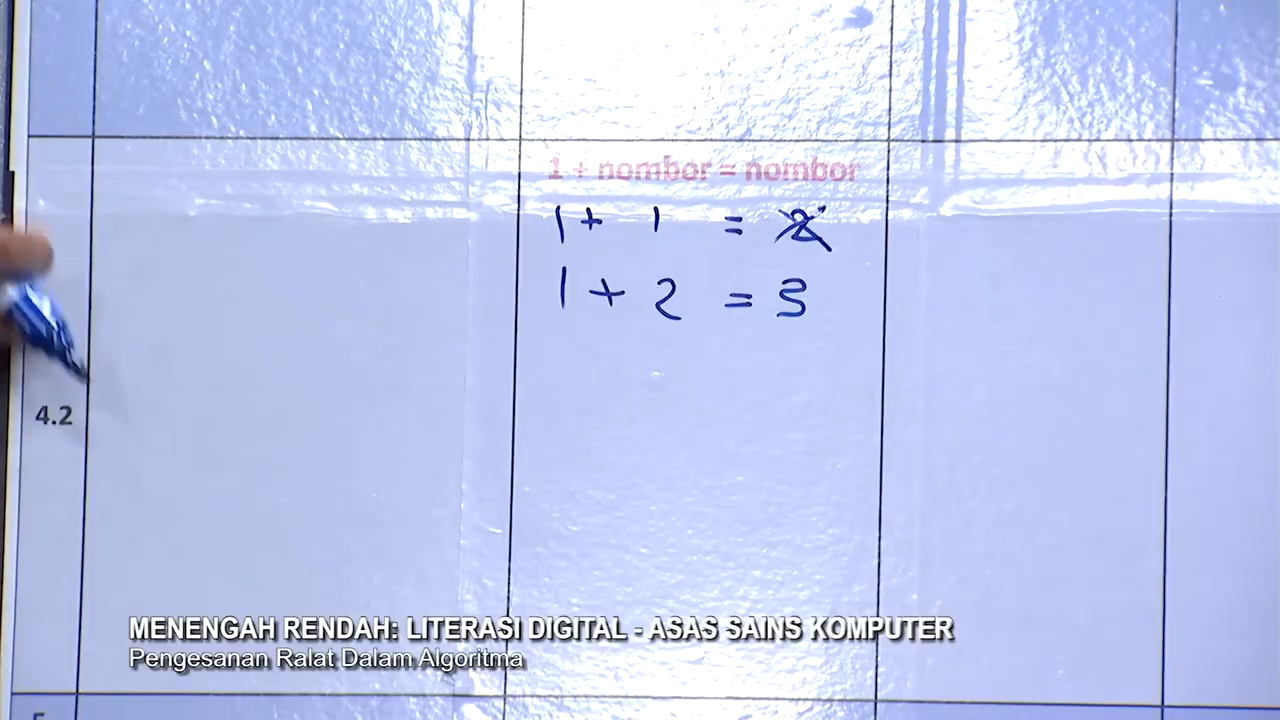 1 + nombor = nombor
1 + 1 = 2
1 + 2 = 3
4.2
MENENGAH RENDAH: LITERASI DIGITAL - ASAS SAINS KOMPUTER
Pengesanan Ralat Dalam Algoritma